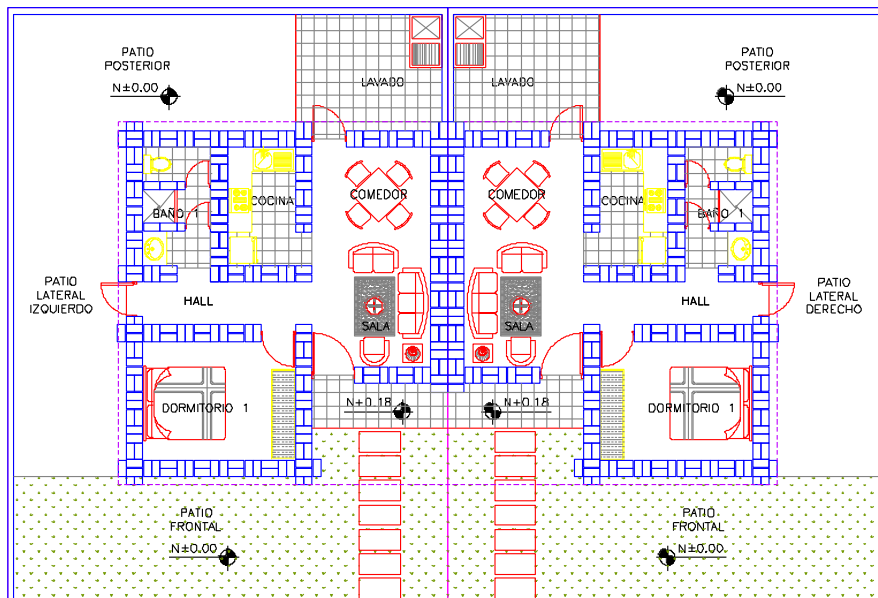 PATIO
POSTERIOR
N±0.00
LAVADO
LAVADO
PATIO
POSTERIOR
N±0.00
COMEDOR
COMEDOR
COCINA
COCINA
BAÑO 1
BAÑO 1
PATIO
LATERAL
IZQUIERDO
HALL
HALL
PATIO
LATERAL
DERECHO
SALA
SALA
DORMITORIO 1
N+0.18
N+0.18
DORMITORIO 1
PATIO
FRONTAL
N±0.00
PATIO
FRONTAL
N±0.00